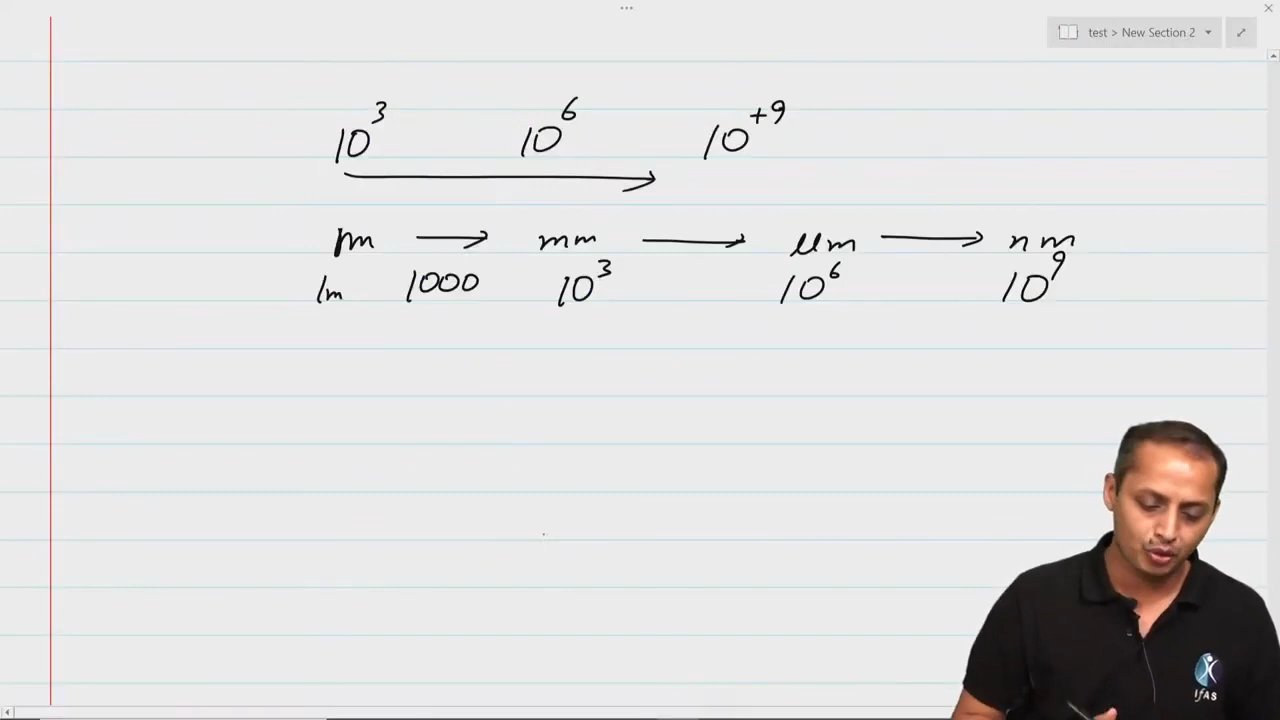 test > New Section 2
10³ 10⁶ 10⁺⁹
m → mm → μm → nm
1m 1000 10³ 10⁶ 10⁹
IFAS